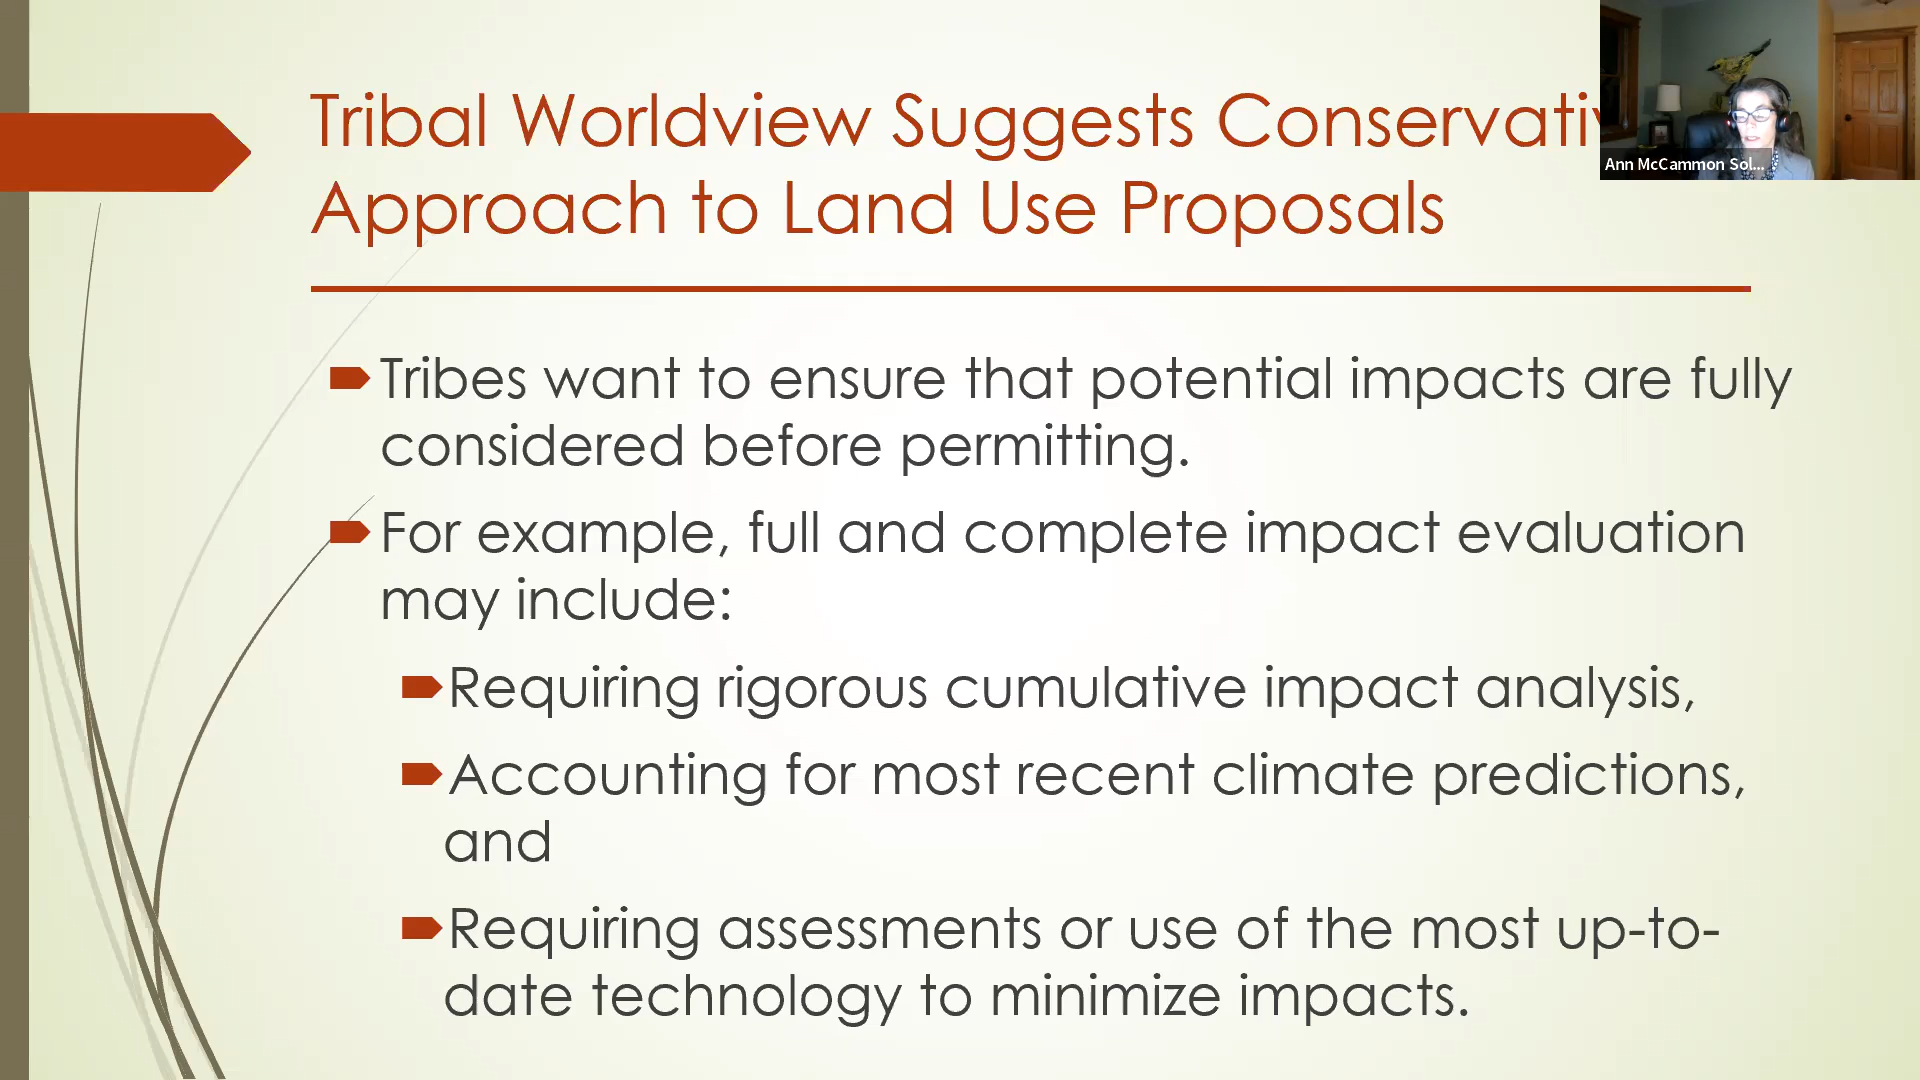 Tribal Worldview Suggests Conservativ
Approach to Land Use Proposals
Ann McCammon Sol...
Tribes want to ensure that potential impacts are fully
considered before permitting.
For example, full and complete impact evaluation
may include:
Requiring rigorous cumulative impact analysis,
Accounting for most recent climate predictions,
and
Requiring assessments or use of the most up-to-
date technology to minimize impacts.